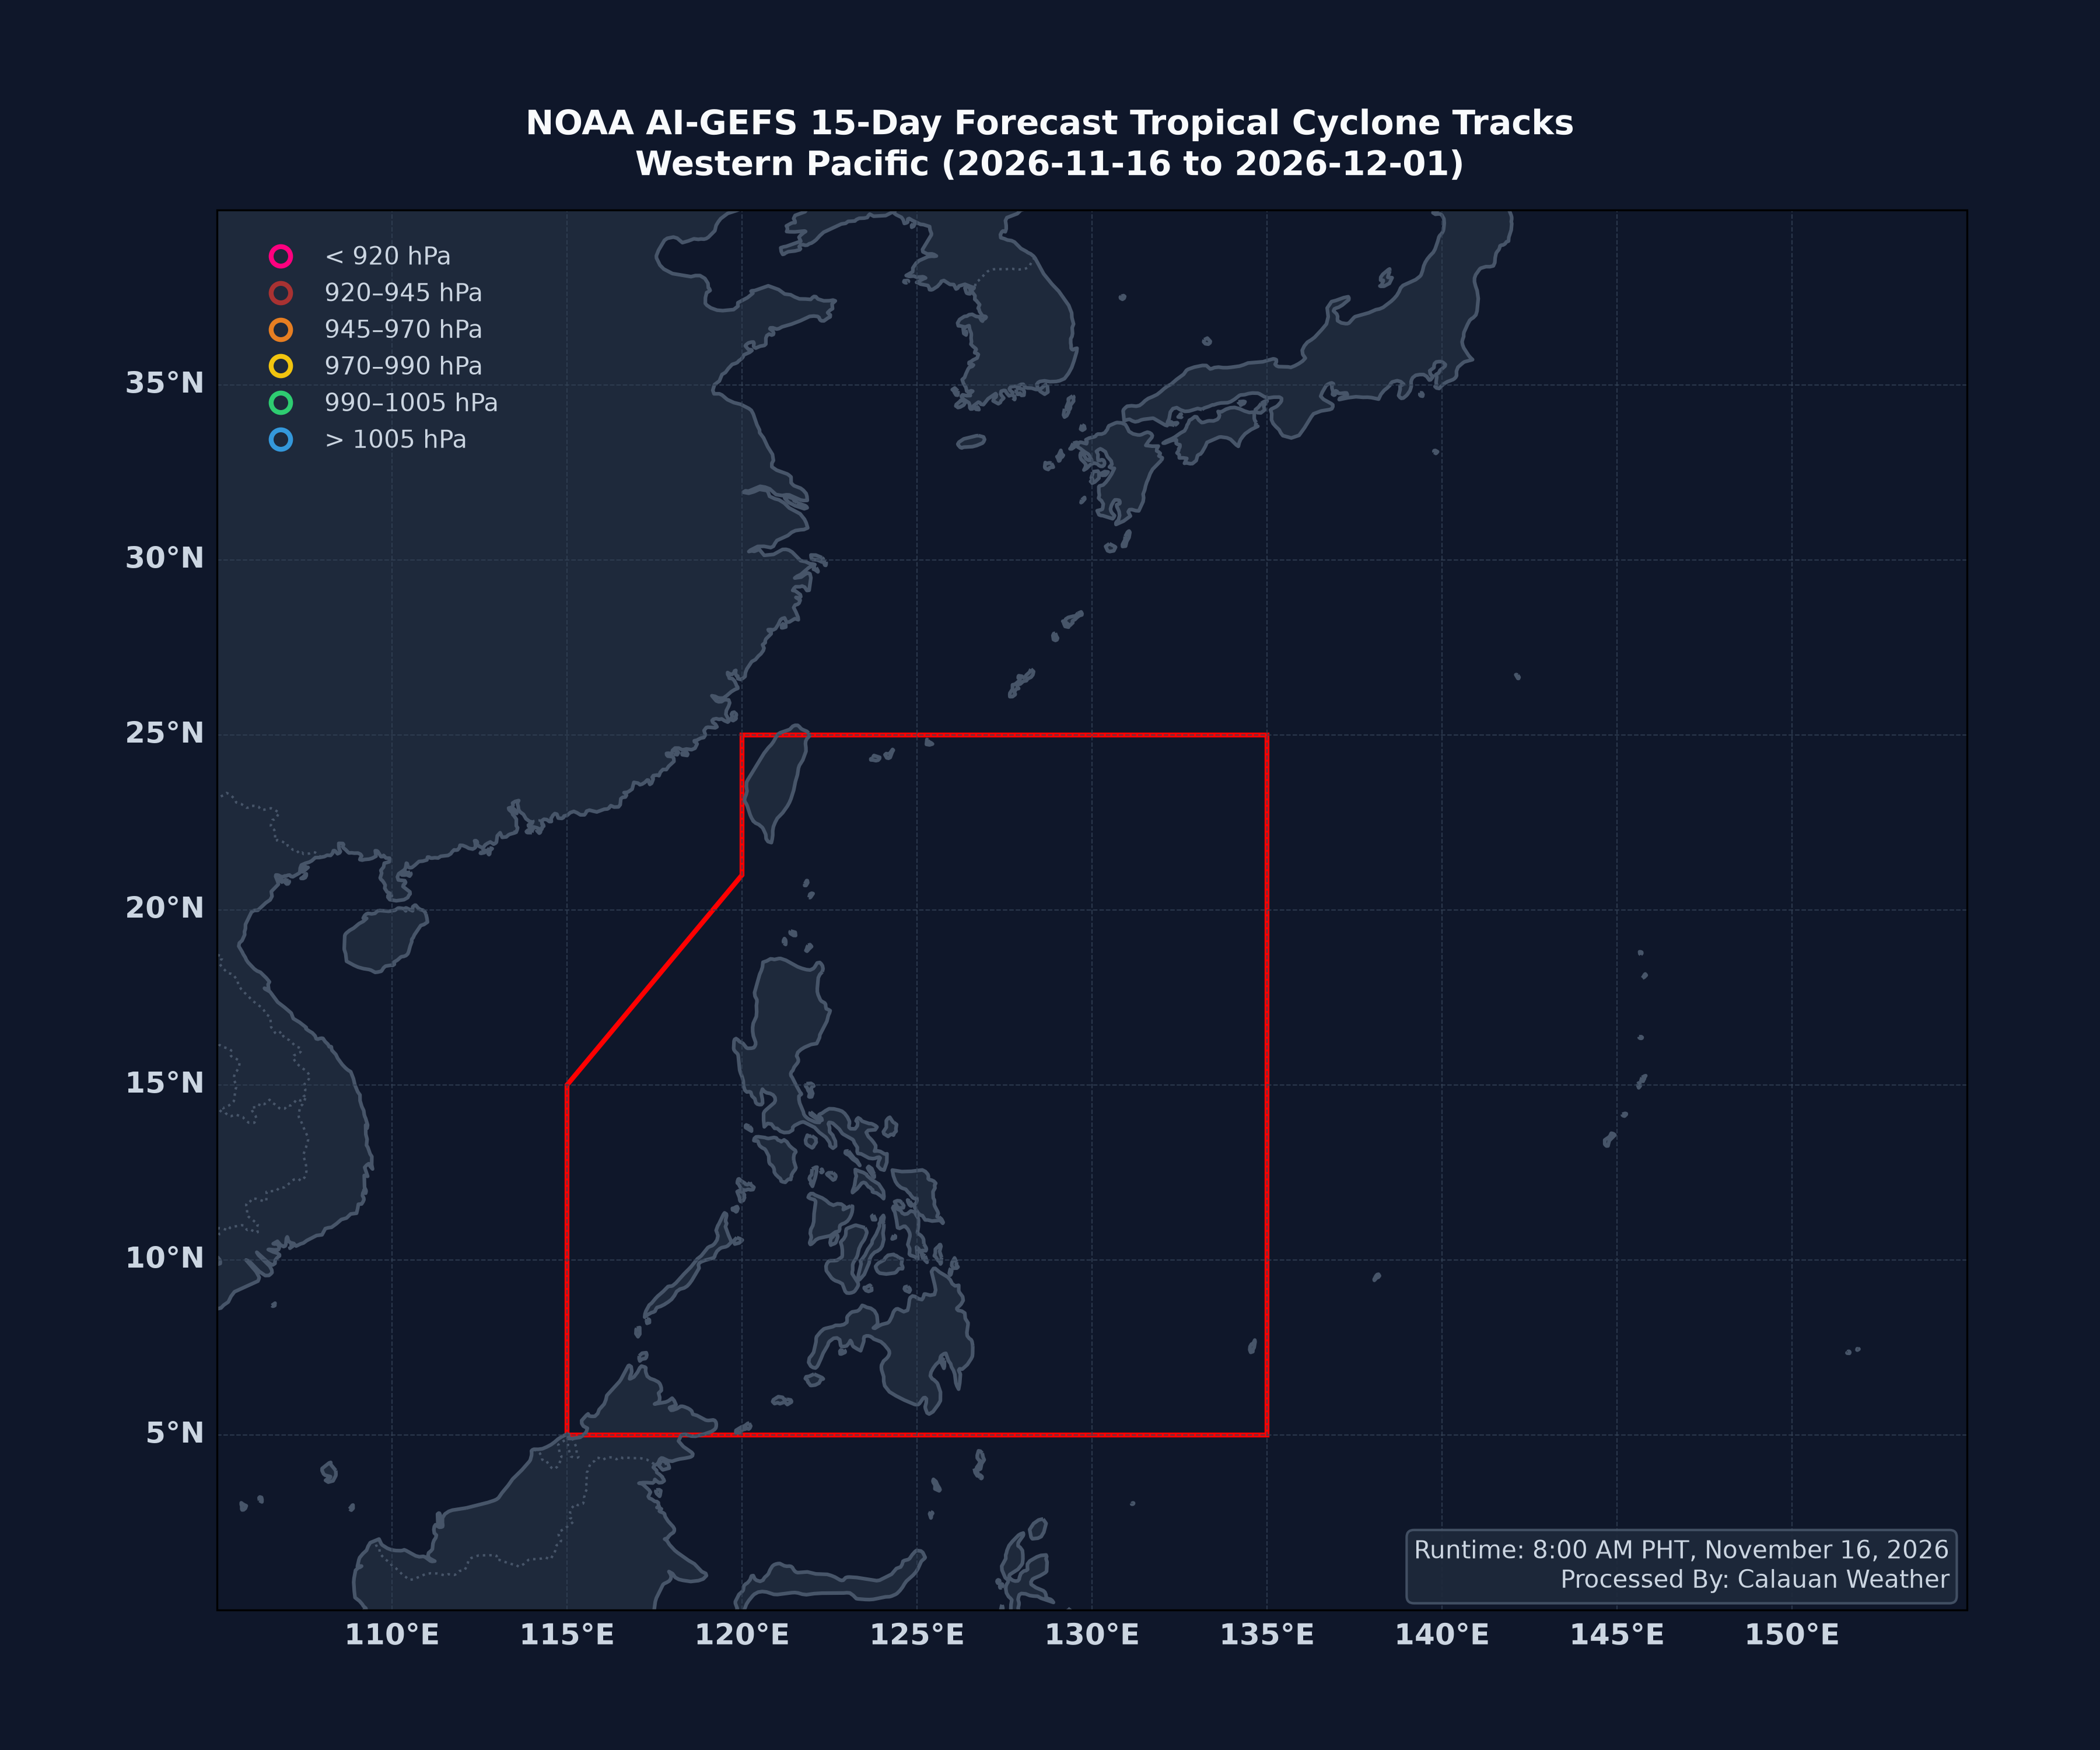 NOAA AI-GEFS 15-Day Forecast Tropical Cyclone Tracks
Western Pacific (2026-11-16 to 2026-12-01)
< 920 hPa
920–945 hPa
945–970 hPa
970–990 hPa
990–1005 hPa
> 1005 hPa
35°N
30°N
25°N
20°N
15°N
10°N
5°N
Runtime: 8:00 AM PHT, November 16, 2026
Processed By: Calauan Weather
110°E 115°E 120°E 125°E 130°E 135°E 140°E 145°E 150°E